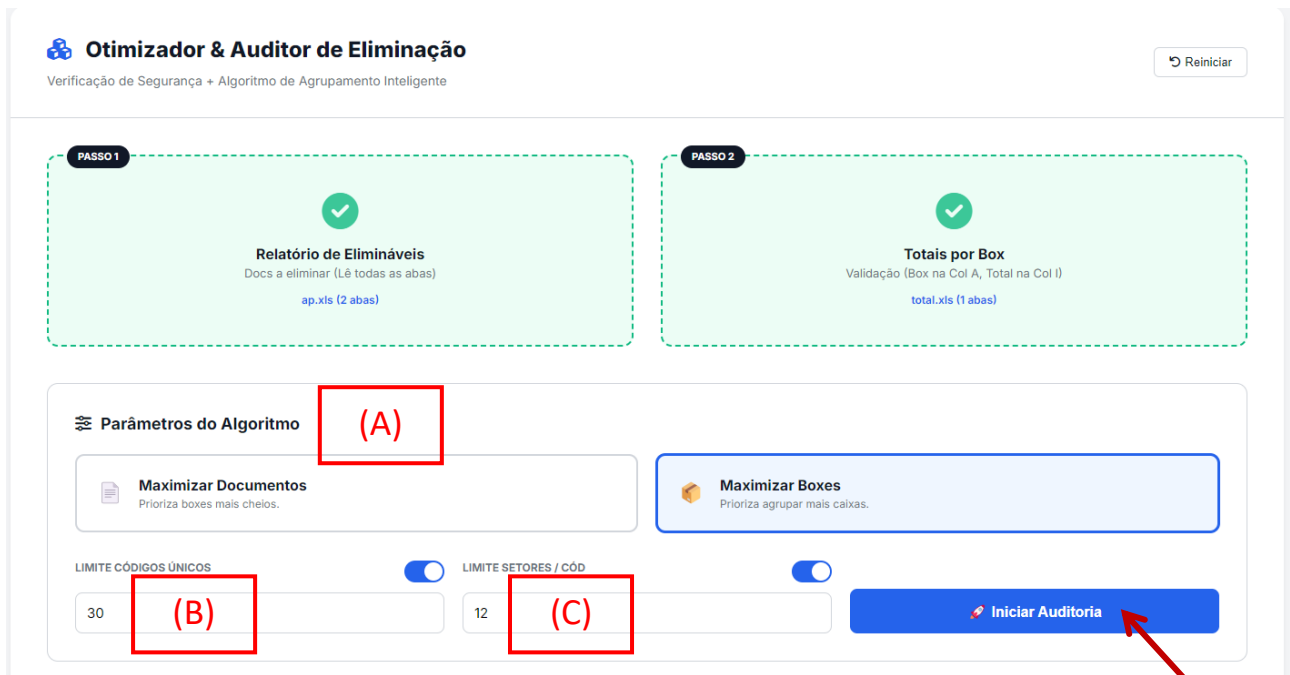 Otimizador & Auditor de Eliminação
Verificação de Segurança + Algoritmo de Agrupamento Inteligente
Reiniciar
PASSO 1
Relatório de Elimináveis
Docs a eliminar (Lê todas as abas)
ap.xls (2 abas)
PASSO 2
Totais por Box
Validação (Box na Col A, Total na Col I)
total.xls (1 abas)
Parâmetros do Algoritmo
(A)
Maximizar Documentos
Prioriza boxes mais cheios.
Maximizar Boxes
Prioriza agrupar mais caixas.
LIMITE CÓDIGOS ÚNICOS
30
(B)
LIMITE SETORES / CÓD
12
(C)
Iniciar Auditoria